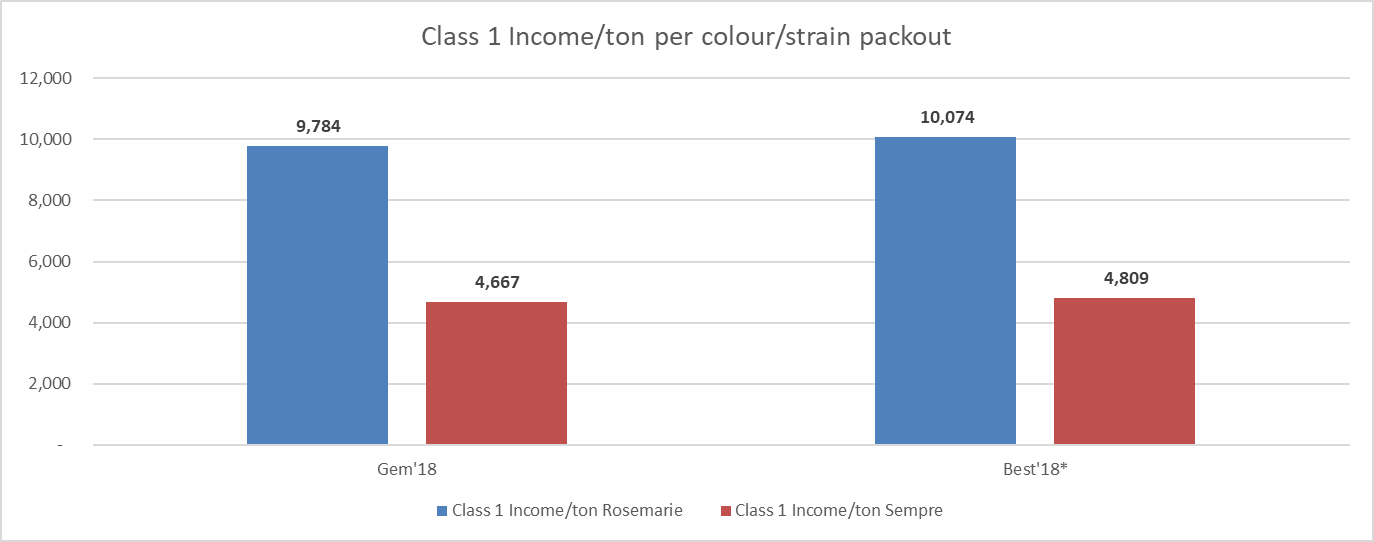 Class 1 Income/ton per colour/strain packout
12,000
10,000
8,000
6,000
4,000
2,000
-
9,784
4,667
10,074
4,809
Gem'18
Best'18*
Class 1 Income/ton Rosemarie
Class 1 Income/ton Sempre